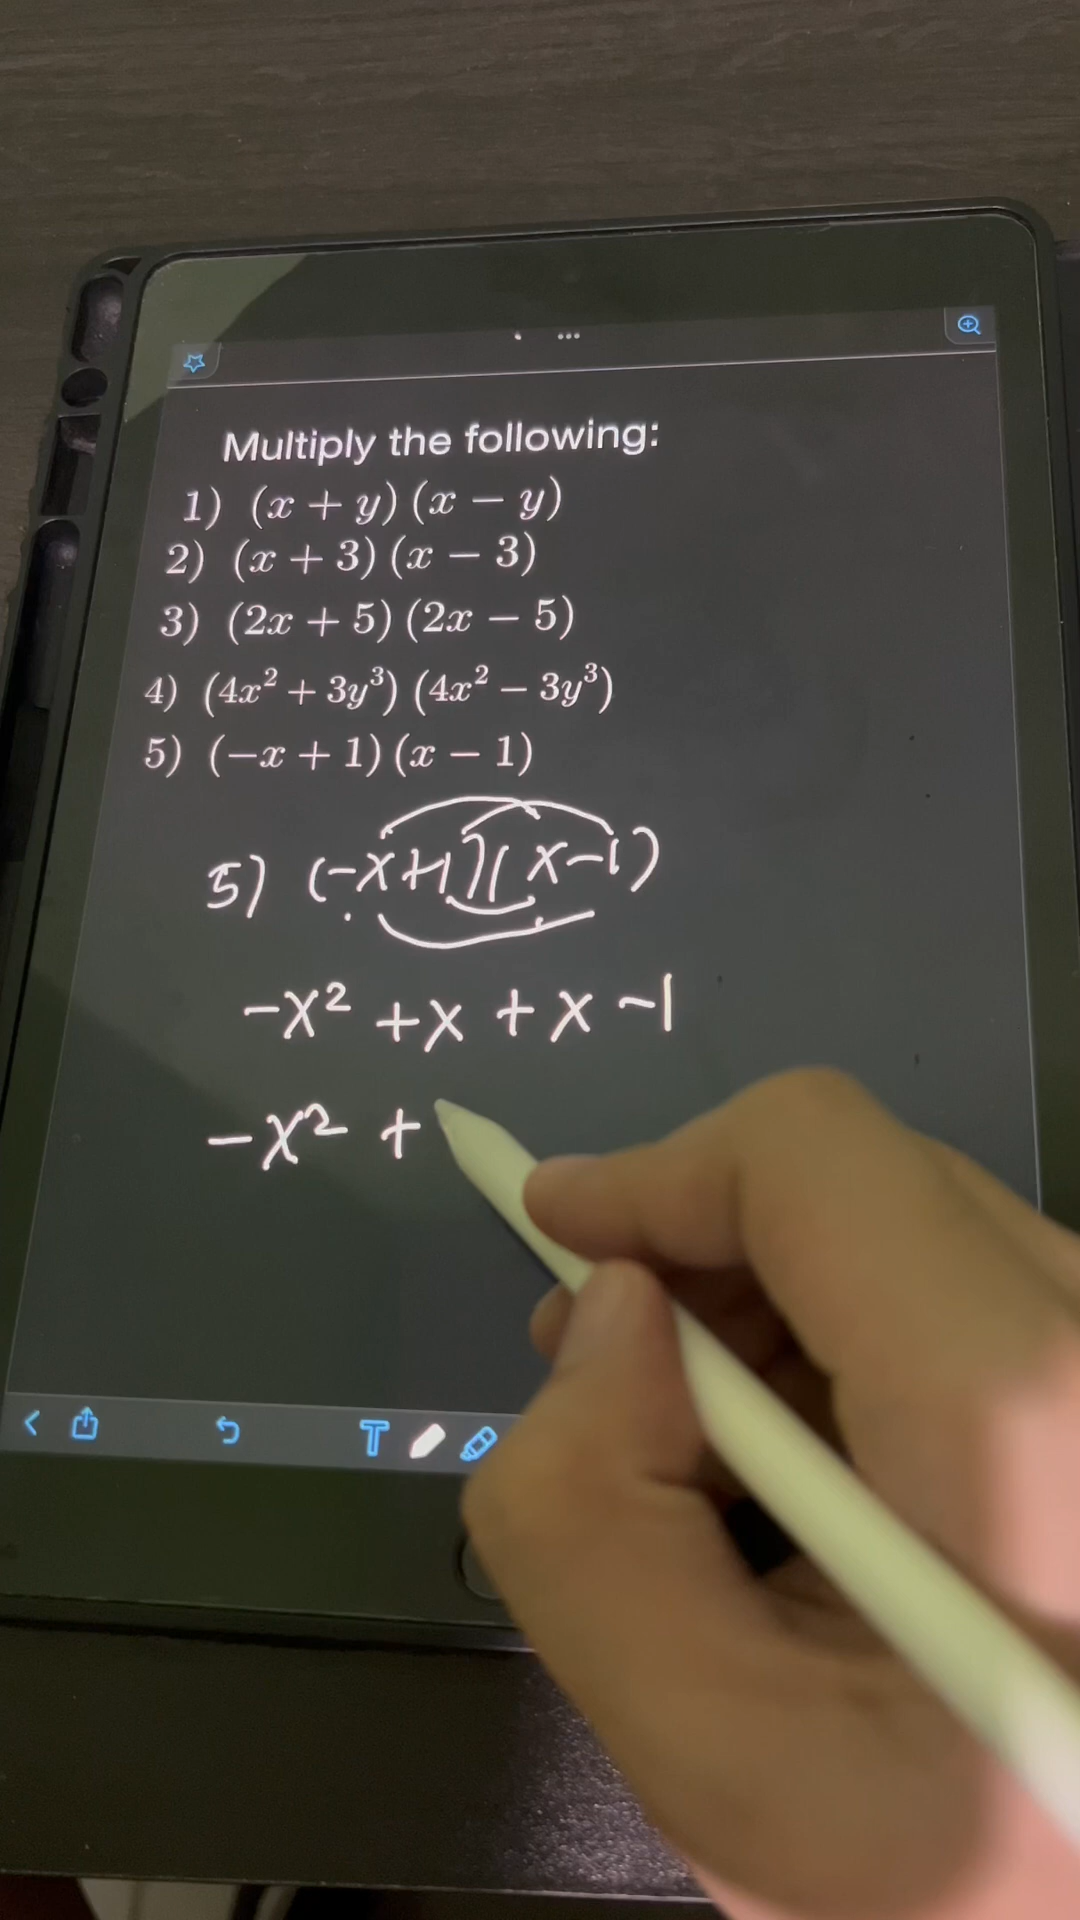 Multiply the following:
1) (x + y) (x − y)
2) (x + 3) (x − 3)
3) (2x + 5) (2x − 5)
4) (4x² + 3y³) (4x² − 3y³)
5) (−x + 1) (x − 1)
5) (-x+1)(x-1)
-x² +x +x -1
-x² +
T